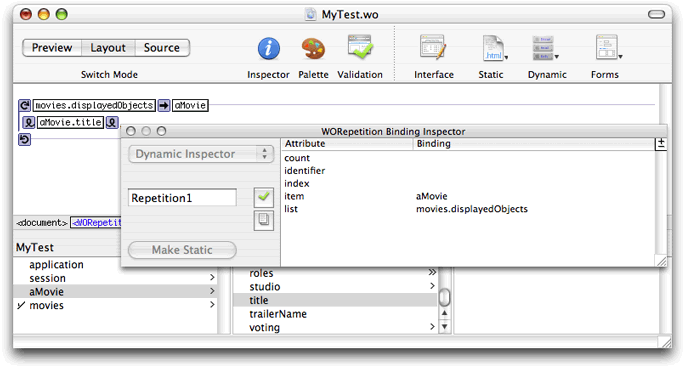 MyTest.wo
Preview Layout Source
Switch Mode
Inspector Palette Validation Interface Static Dynamic Forms
.html
movies.displayedObjects aMovie
aMovie.title
WORepetition Binding Inspector
Dynamic Inspector
Repetition1
Make Static
Attribute Binding
count
identifier
index
item aMovie
list movies.displayedObjects
<document> <WORepetit
MyTest
application
session >
aMovie >
movies >
roles >>
studio >
title
trailerName
voting >